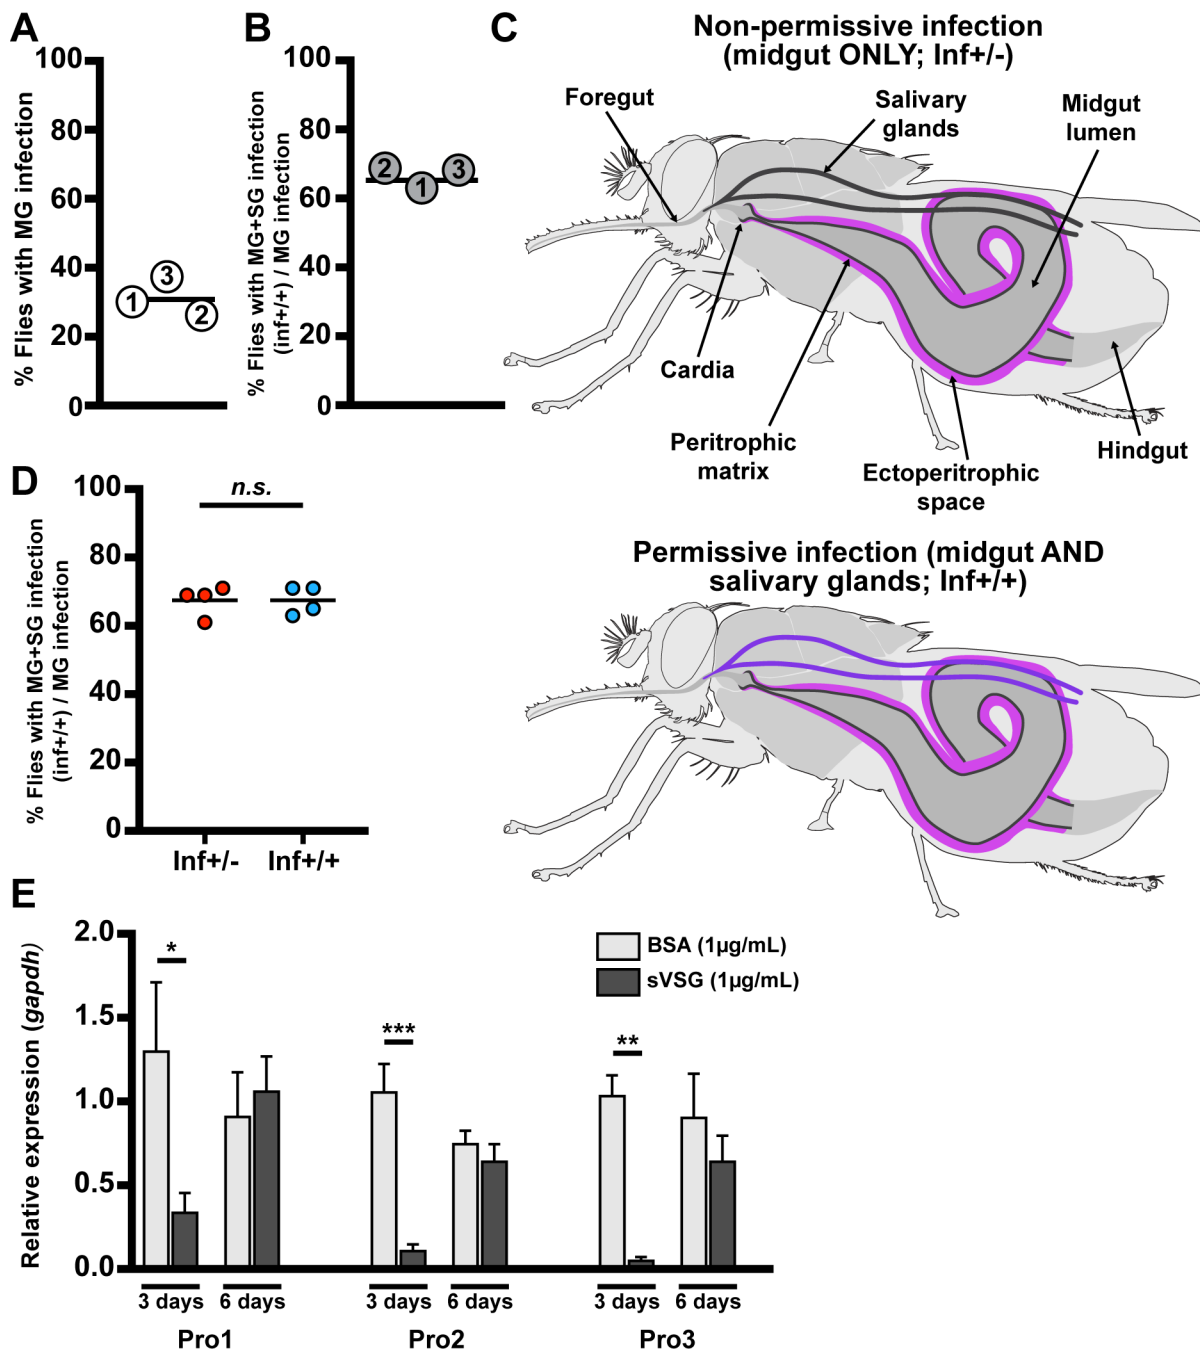 A
% Flies with MG infection
100
80
60
40
20
0
1
3
2
B
% Flies with MG+SG infection
(inf+/+) / MG infection
100
80
60
40
20
0
2
1
3
C
Non-permissive infection
(midgut ONLY; Inf+/-)
Foregut
Salivary
glands
Midgut
lumen
Cardia
Peritrophic
matrix
Ectoperitrophic
space
Hindgut
Permissive infection (midgut AND
salivary glands; Inf+/+)
D
% Flies with MG+SG infection
(inf+/+) / MG infection
100
80
60
40
20
0
n.s.
Inf+/-
Inf+/+
E
Relative expression (gapdh)
2.0
1.5
1.0
0.5
0.0
*
***
**
BSA (1µg/mL)
sVSG (1µg/mL)
3 days
6 days
3 days
6 days
3 days
6 days
Pro1
Pro2
Pro3